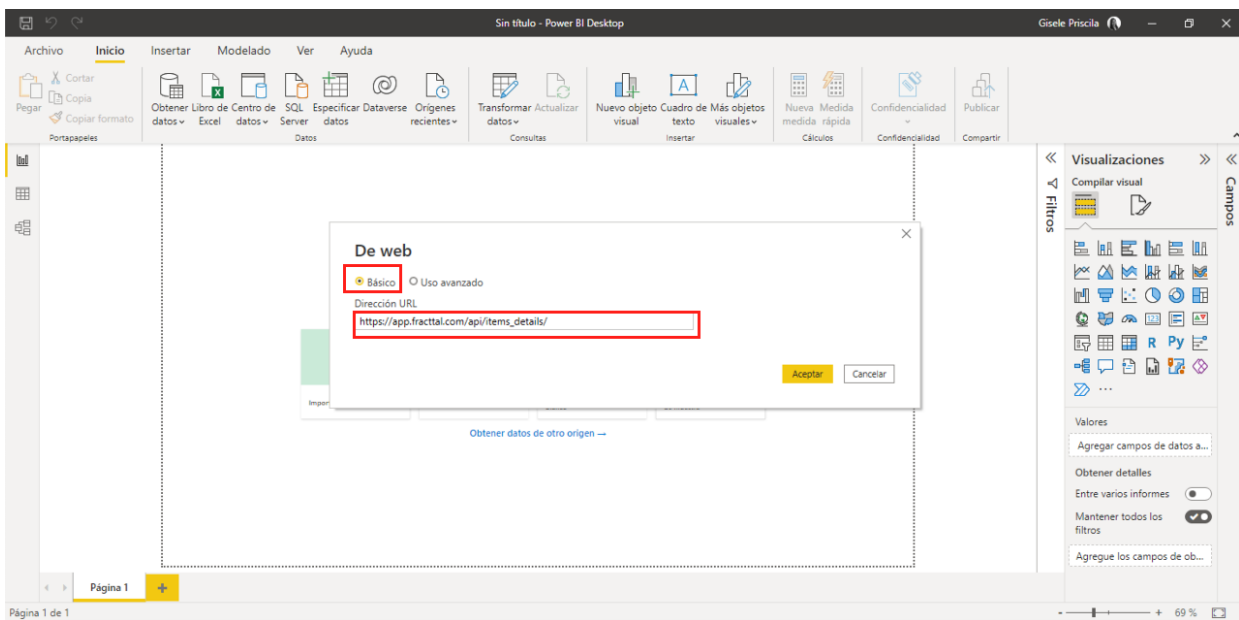 Sin título - Power BI Desktop
Gisele Priscila
Archivo Inicio Insertar Modelado Ver Ayuda
Pegar
Cortar
Copia
Copiar formato
Portapapeles
Obtener datos
Libro de Excel
Centro de datos
SQL Server
Especificar datos
Dataverse
Orígenes recientes
Datos
Transformar datos
Actualizar
Consultas
Nuevo objeto visual
Cuadro de texto
Más objetos visuales
Insertar
Nueva medida
Medida rápida
Cálculos
Confidencialidad
Confidencialidad
Publicar
Compartir
De web
Básico Uso avanzado
Dirección URL
https://app.fracttal.com/api/items_details/
Aceptar Cancelar
Obtener datos de otro origen →
Filtros
Visualizaciones
Compilar visual
123
R Py
Valores
Agregar campos de datos a...
Obtener detalles
Entre varios informes
Mantener todos los
filtros
Agregue los campos de ob...
Campos
Página 1
Página 1 de 1
69 %